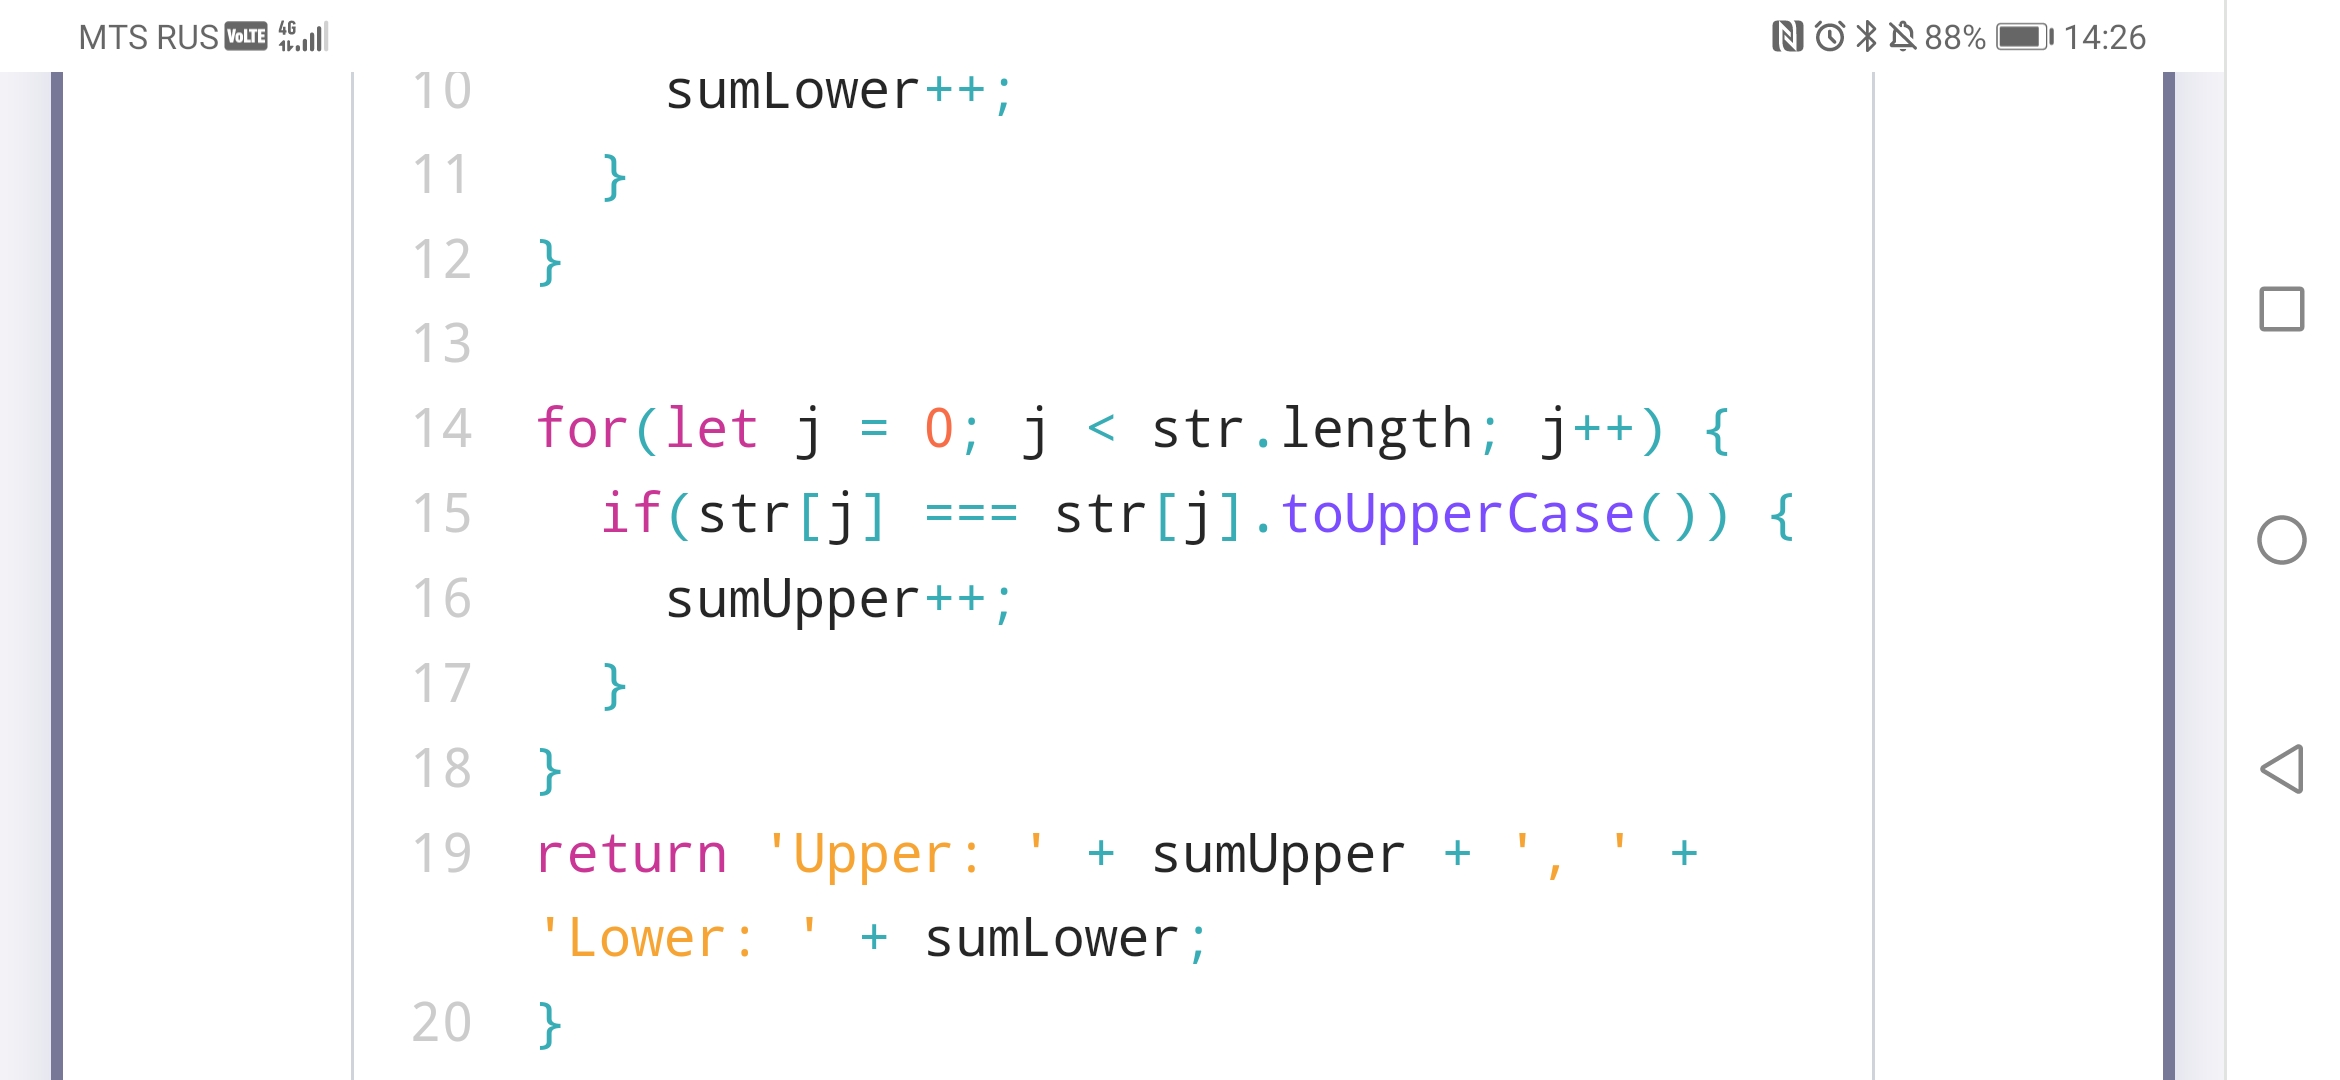 MTS RUS VoLTE 4G 88% 14:26
10 sumLower++;
11 }
12 }
13
14 for(let j = 0; j < str.length; j++) {
15 if(str[j] === str[j].toUpperCase()) {
16 sumUpper++;
17 }
18 }
19 return 'Upper: ' + sumUpper + ', ' +
'Lower: ' + sumLower;
20 }